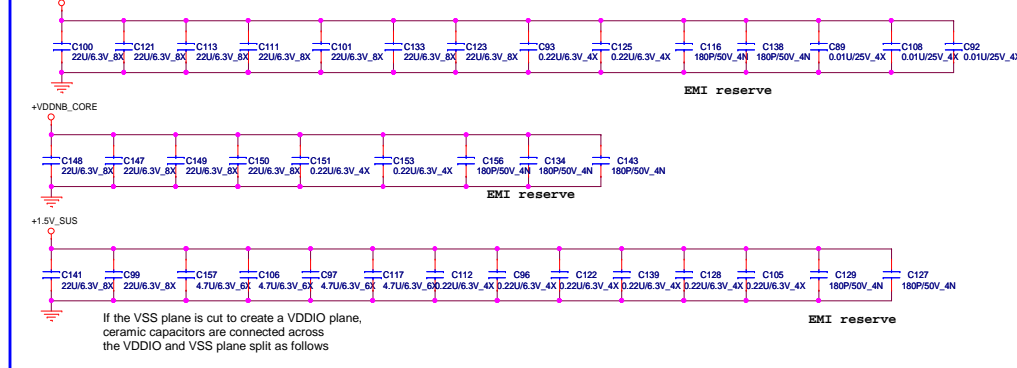 C100 C121 C113 C111 C101 C133 C123 C93 C125 C116 C138 C89 C108 C92
22U/6.3V_8X 22U/6.3V_8X 22U/6.3V_8X 22U/6.3V_8X 22U/6.3V_8X 22U/6.3V_8X 22U/6.3V_8X 0.22U/6.3V_4X 0.22U/6.3V_4X 180P/50V_4N 180P/50V_4N 0.01U/25V_4X 0.01U/25V_4X 0.01U/25V_4X
EMI reserve
+VDDNB_CORE
C148 C147 C149 C150 C151 C153 C156 C134 C143
22U/6.3V_8X 22U/6.3V_8X 22U/6.3V_8X 22U/6.3V_8X 0.22U/6.3V_4X 0.22U/6.3V_4X 180P/50V_4N 180P/50V_4N 180P/50V_4N
EMI reserve
+1.5V_SUS
C141 C99 C157 C106 C97 C117 C112 C96 C122 C139 C128 C105 C129 C127
22U/6.3V_8X 22U/6.3V_8X 4.7U/6.3V_6X 4.7U/6.3V_6X 4.7U/6.3V_6X 4.7U/6.3V_6X 0.22U/6.3V_4X 0.22U/6.3V_4X 0.22U/6.3V_4X 0.22U/6.3V_4X 0.22U/6.3V_4X 0.22U/6.3V_4X 180P/50V_4N 180P/50V_4N
EMI reserve
If the VSS plane is cut to create a VDDIO plane,
ceramic capacitors are connected across
the VDDIO and VSS plane split as follows